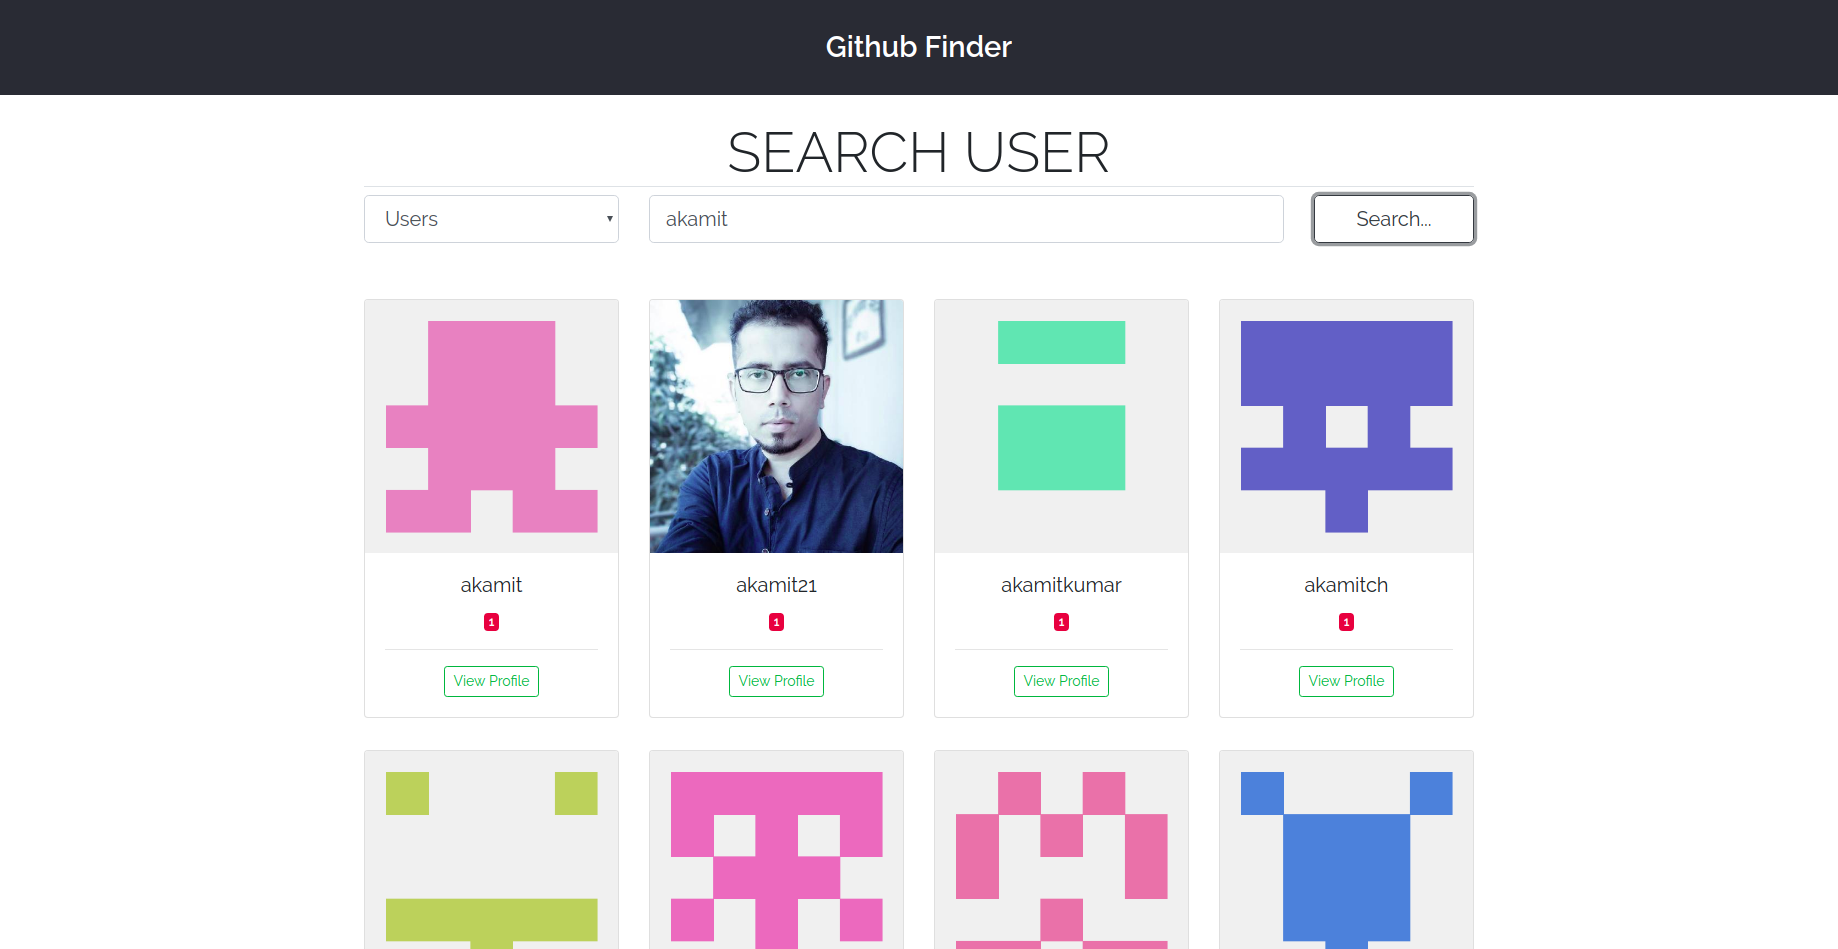 Github Finder
SEARCH USER
Users
akamit
Search...
akamit
akamit21
akamitkumar
akamitch
1
1
1
1
View Profile
View Profile
View Profile
View Profile